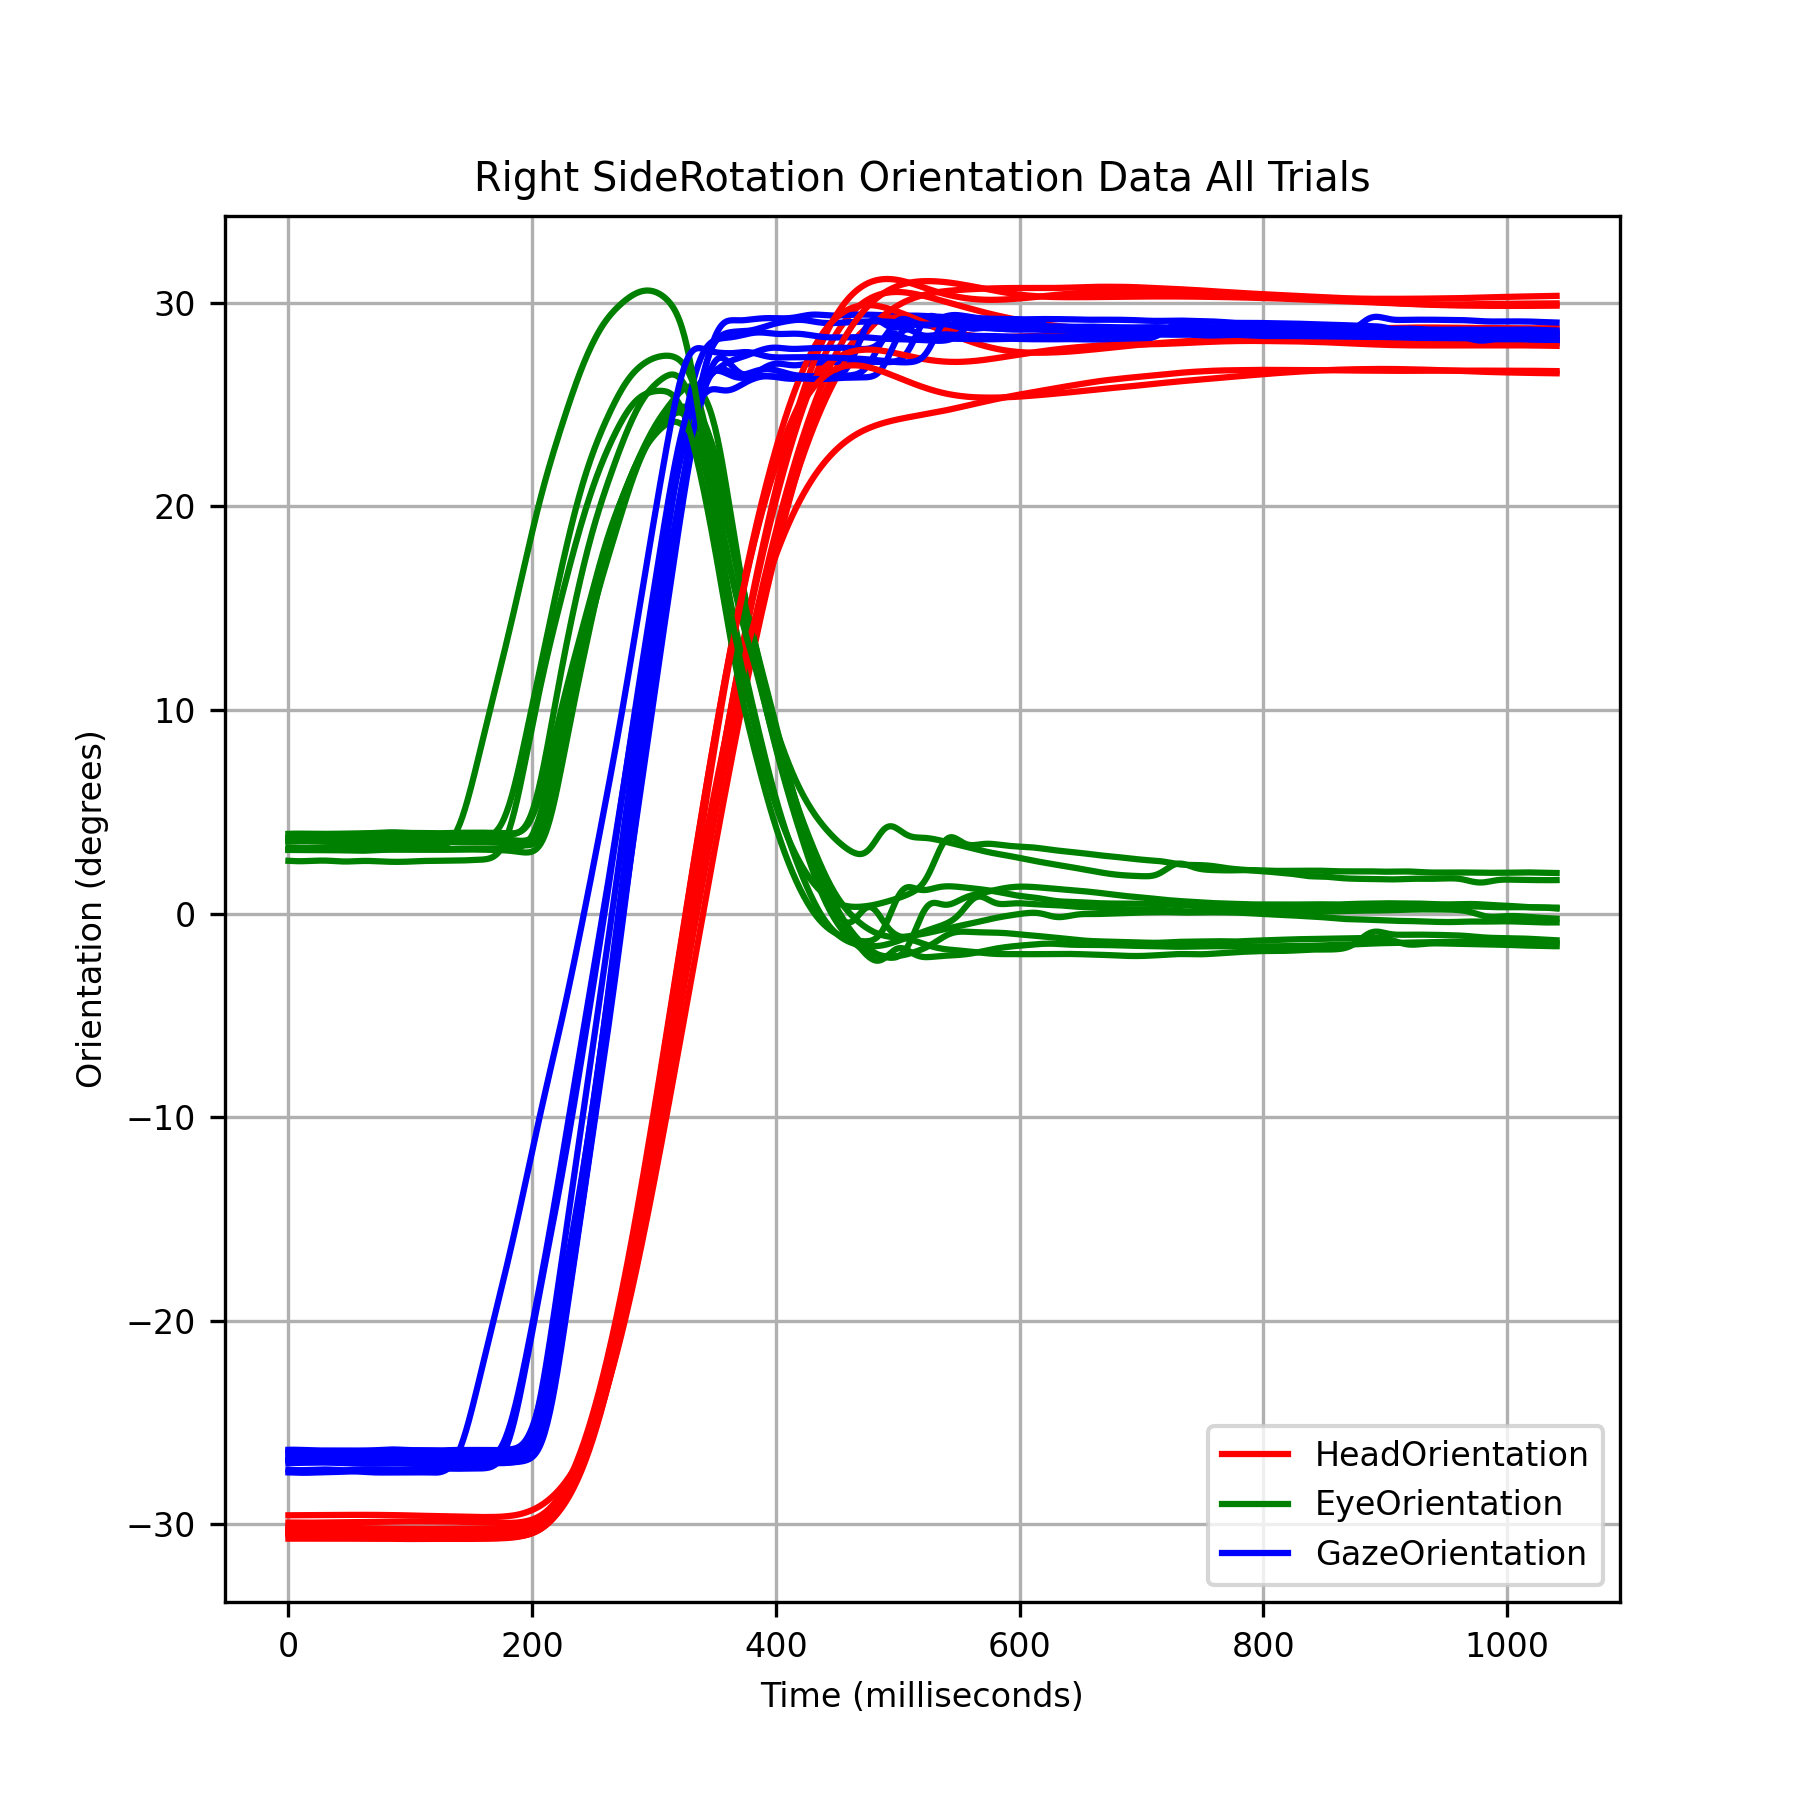 Right SideRotation Orientation Data All Trials
Orientation (degrees)
30
20
10
0
−10
−20
−30
HeadOrientation
EyeOrientation
GazeOrientation
0 200 400 600 800 1000
Time (milliseconds)